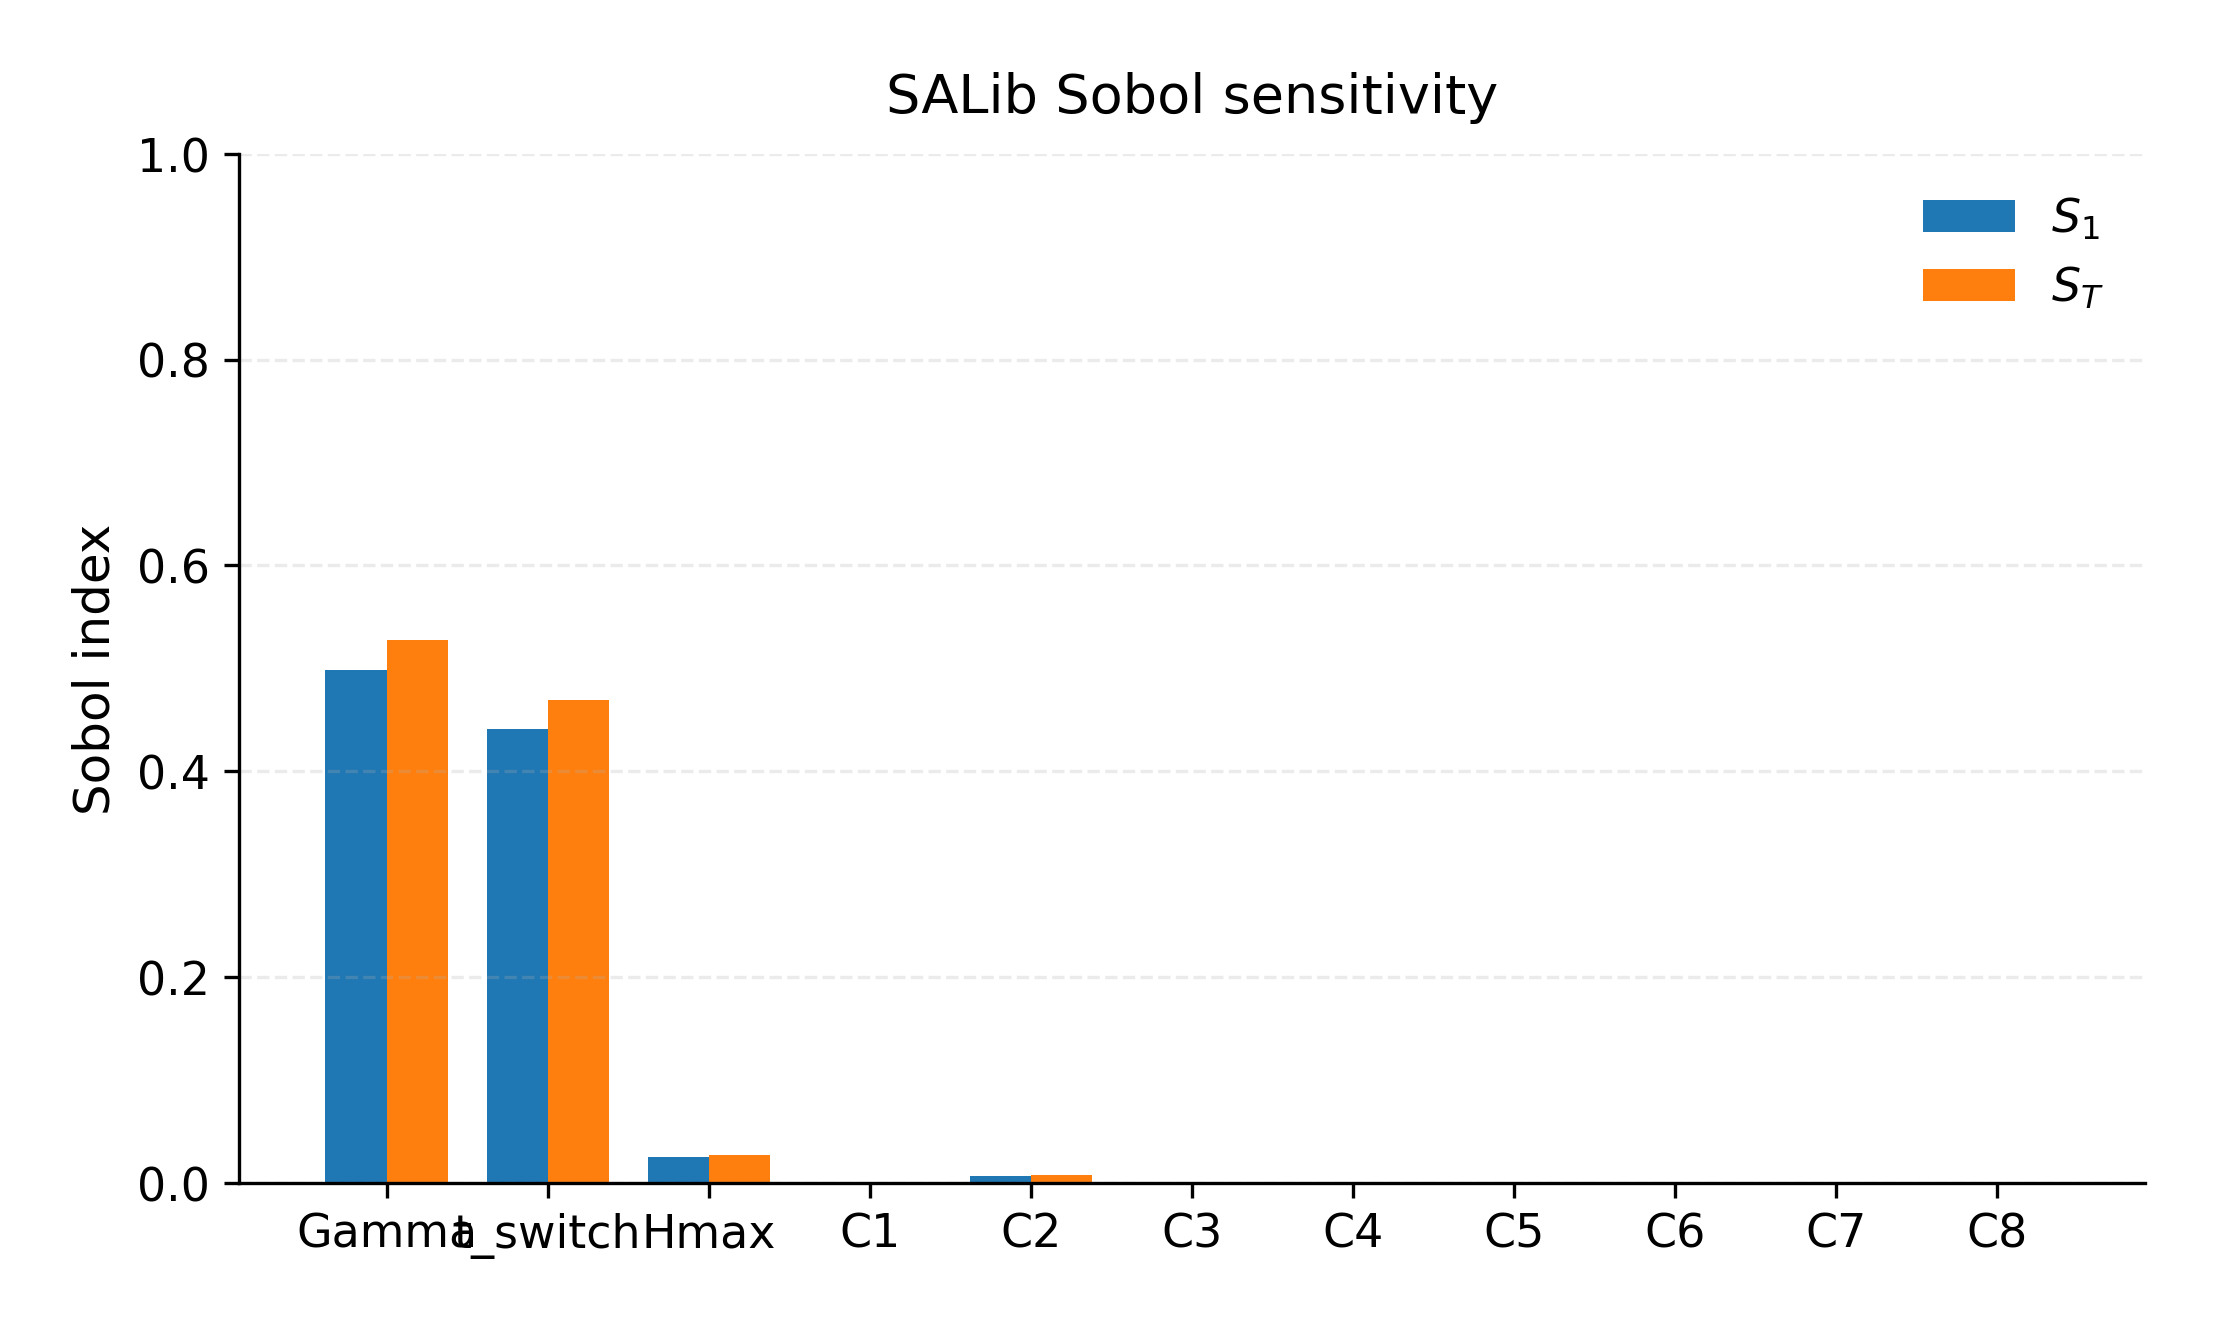 SALib Sobol sensitivity
1.0
0.8
0.6
0.4
0.2
0.0
Sobol index
S1
ST
Gamma t_switch Hmax C1 C2 C3 C4 C5 C6 C7 C8